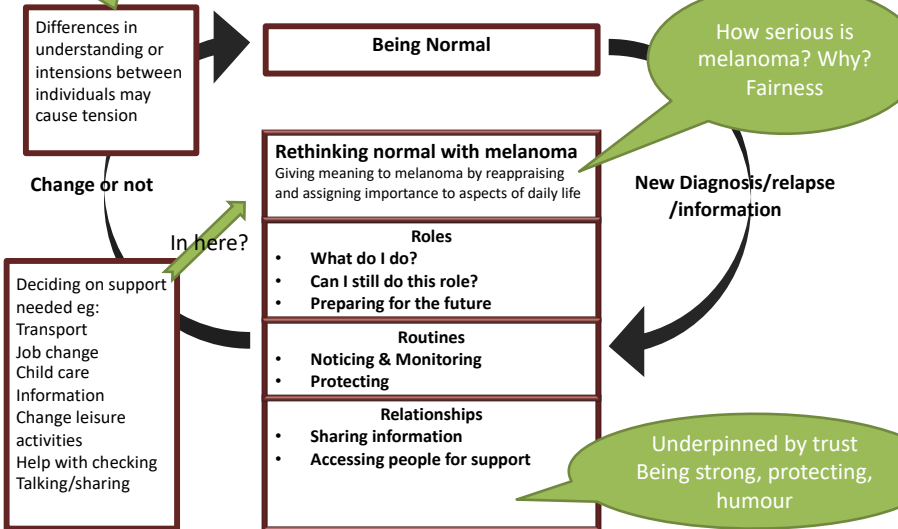 Differences in
understanding or
intensions between
individuals may
cause tension
Being Normal
How serious is
melanoma? Why?
Fairness
Change or not
Rethinking normal with melanoma
Giving meaning to melanoma by reappraising
and assigning importance to aspects of daily life
New Diagnosis/relapse
/information
In here?
Roles
• What do I do?
• Can I still do this role?
• Preparing for the future
Deciding on support
needed eg:
Transport
Job change
Child care
Information
Change leisure
activities
Help with checking
Talking/sharing
Routines
• Noticing & Monitoring
• Protecting
Relationships
• Sharing information
• Accessing people for support
Underpinned by trust
Being strong, protecting,
humour